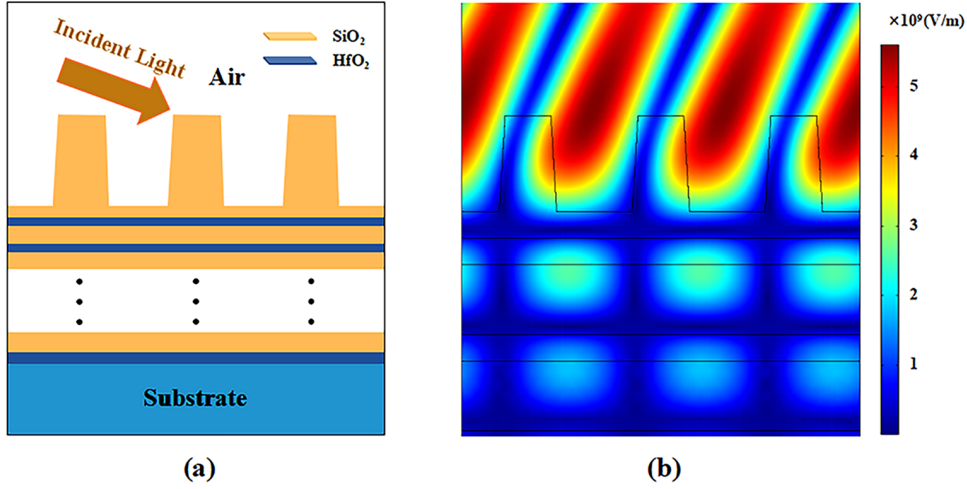 Incident Light
Air
SiO₂
HfO₂
Substrate
(a)
×10⁹(V/m)
5
4
3
2
1
(b)